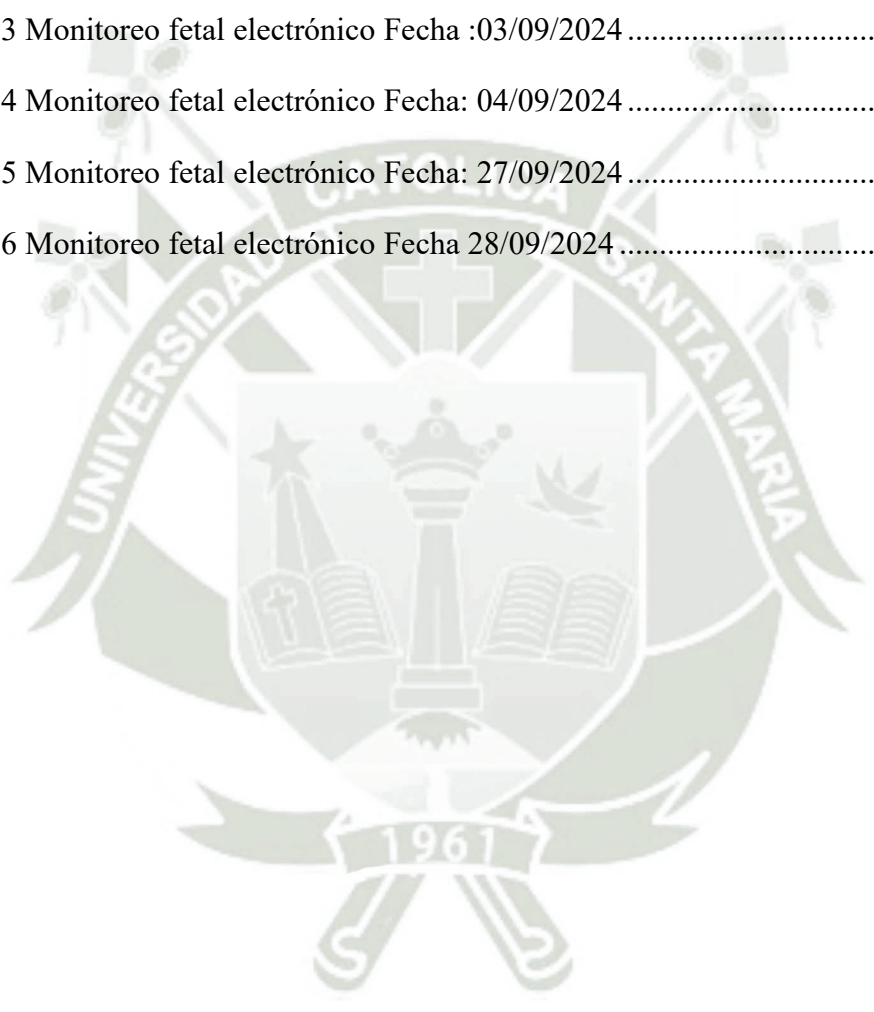 3 Monitoreo fetal electrónico Fecha :03/09/2024 ................................
4 Monitoreo fetal electrónico Fecha: 04/09/2024 ................................
5 Monitoreo fetal electrónico Fecha: 27/09/2024 ................................
6 Monitoreo fetal electrónico Fecha 28/09/2024 .................................
UNIVERSIDAD CATOLICA SANTA MARIA
1961